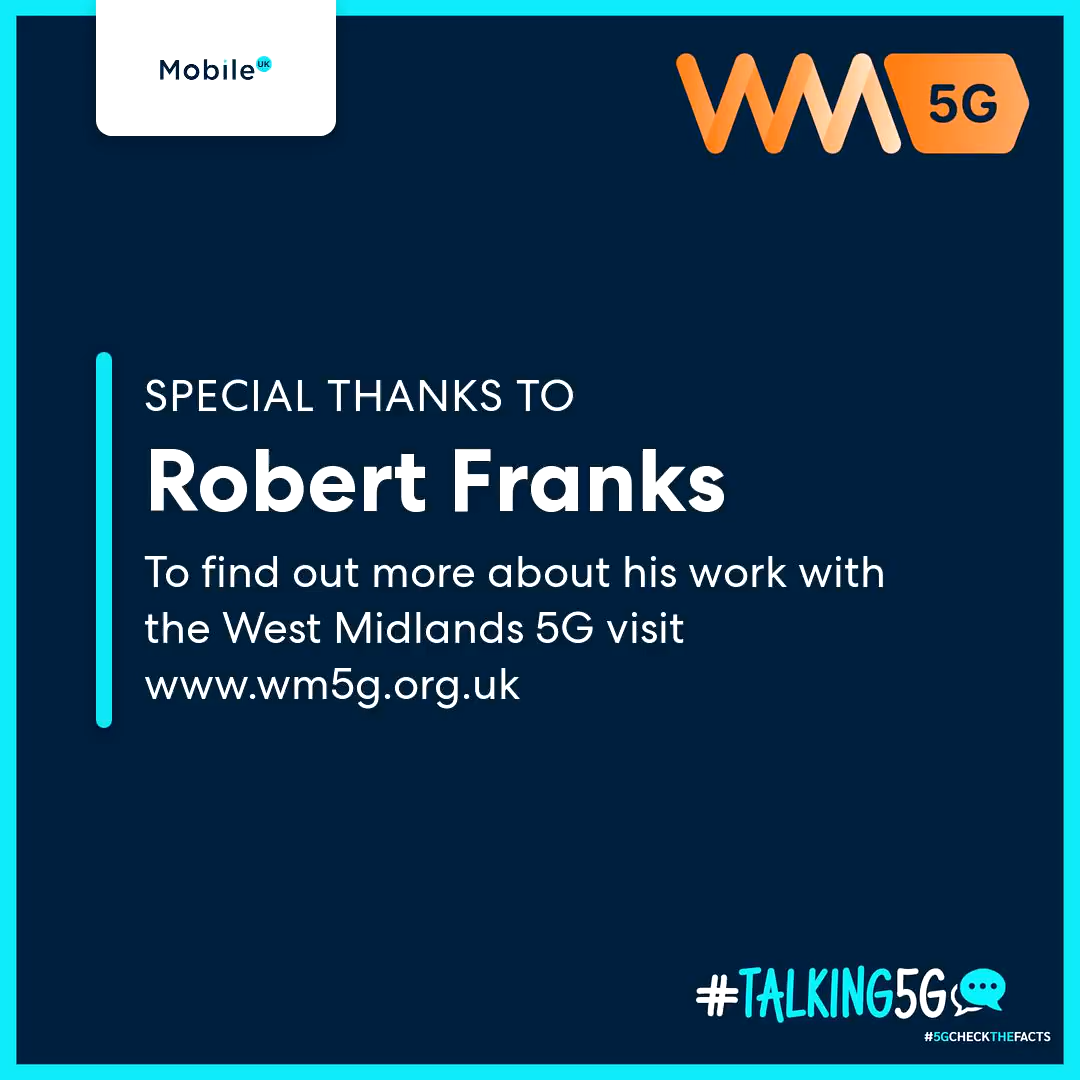 Mobile UK
WM 5G
SPECIAL THANKS TO
Robert Franks
To find out more about his work with
the West Midlands 5G visit
www.wm5g.org.uk
#TALKING5G
#5GCHECKTHEFACTS